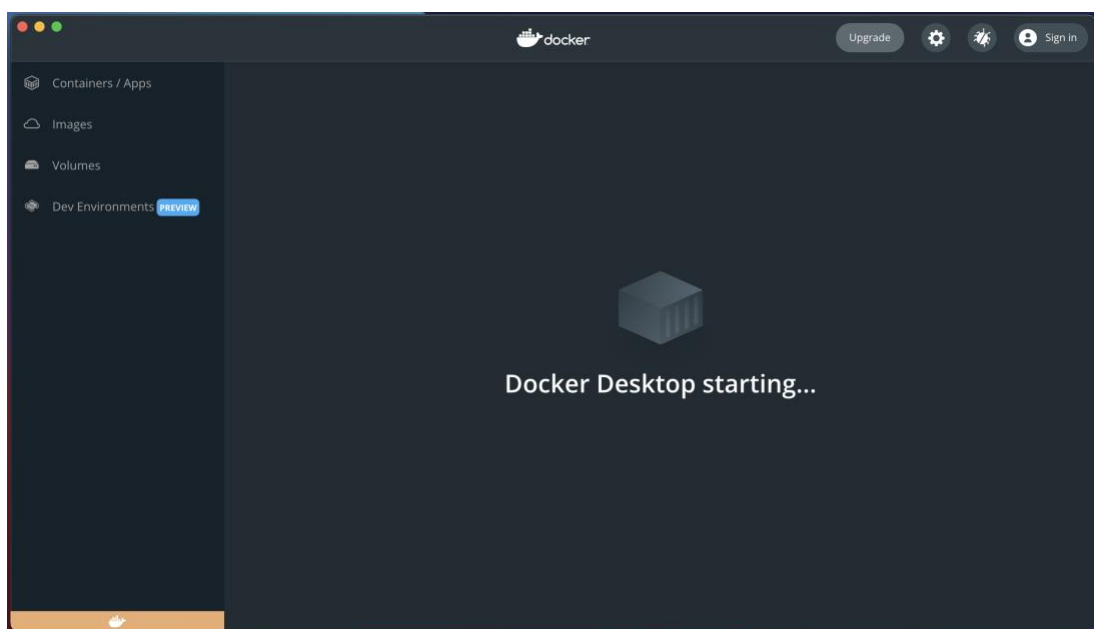 docker
Upgrade
Sign in
Containers / Apps
Images
Volumes
Dev Environments PREVIEW
Docker Desktop starting...